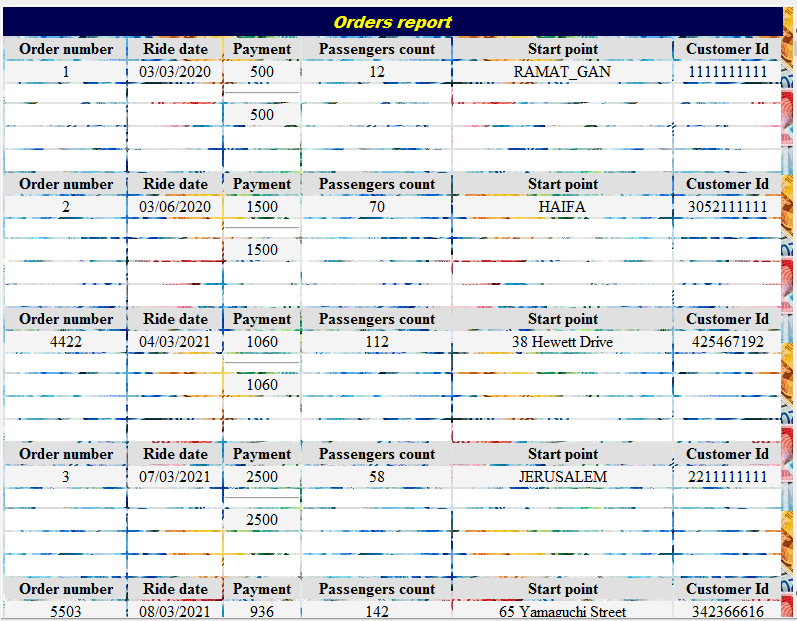 Orders report
Order number Ride date Payment Passengers count Start point Customer Id
1 03/03/2020 500 12 RAMAT_GAN 1111111111
500
Order number Ride date Payment Passengers count Start point Customer Id
2 03/06/2020 1500 70 HAIFA 3052111111
1500
Order number Ride date Payment Passengers count Start point Customer Id
4422 04/03/2021 1060 112 38 Hewett Drive 425467192
1060
Order number Ride date Payment Passengers count Start point Customer Id
3 07/03/2021 2500 58 JERUSALEM 2211111111
2500
Order number Ride date Payment Passengers count Start point Customer Id
5503 08/03/2021 936 142 65 Yamaguchi Street 342366616